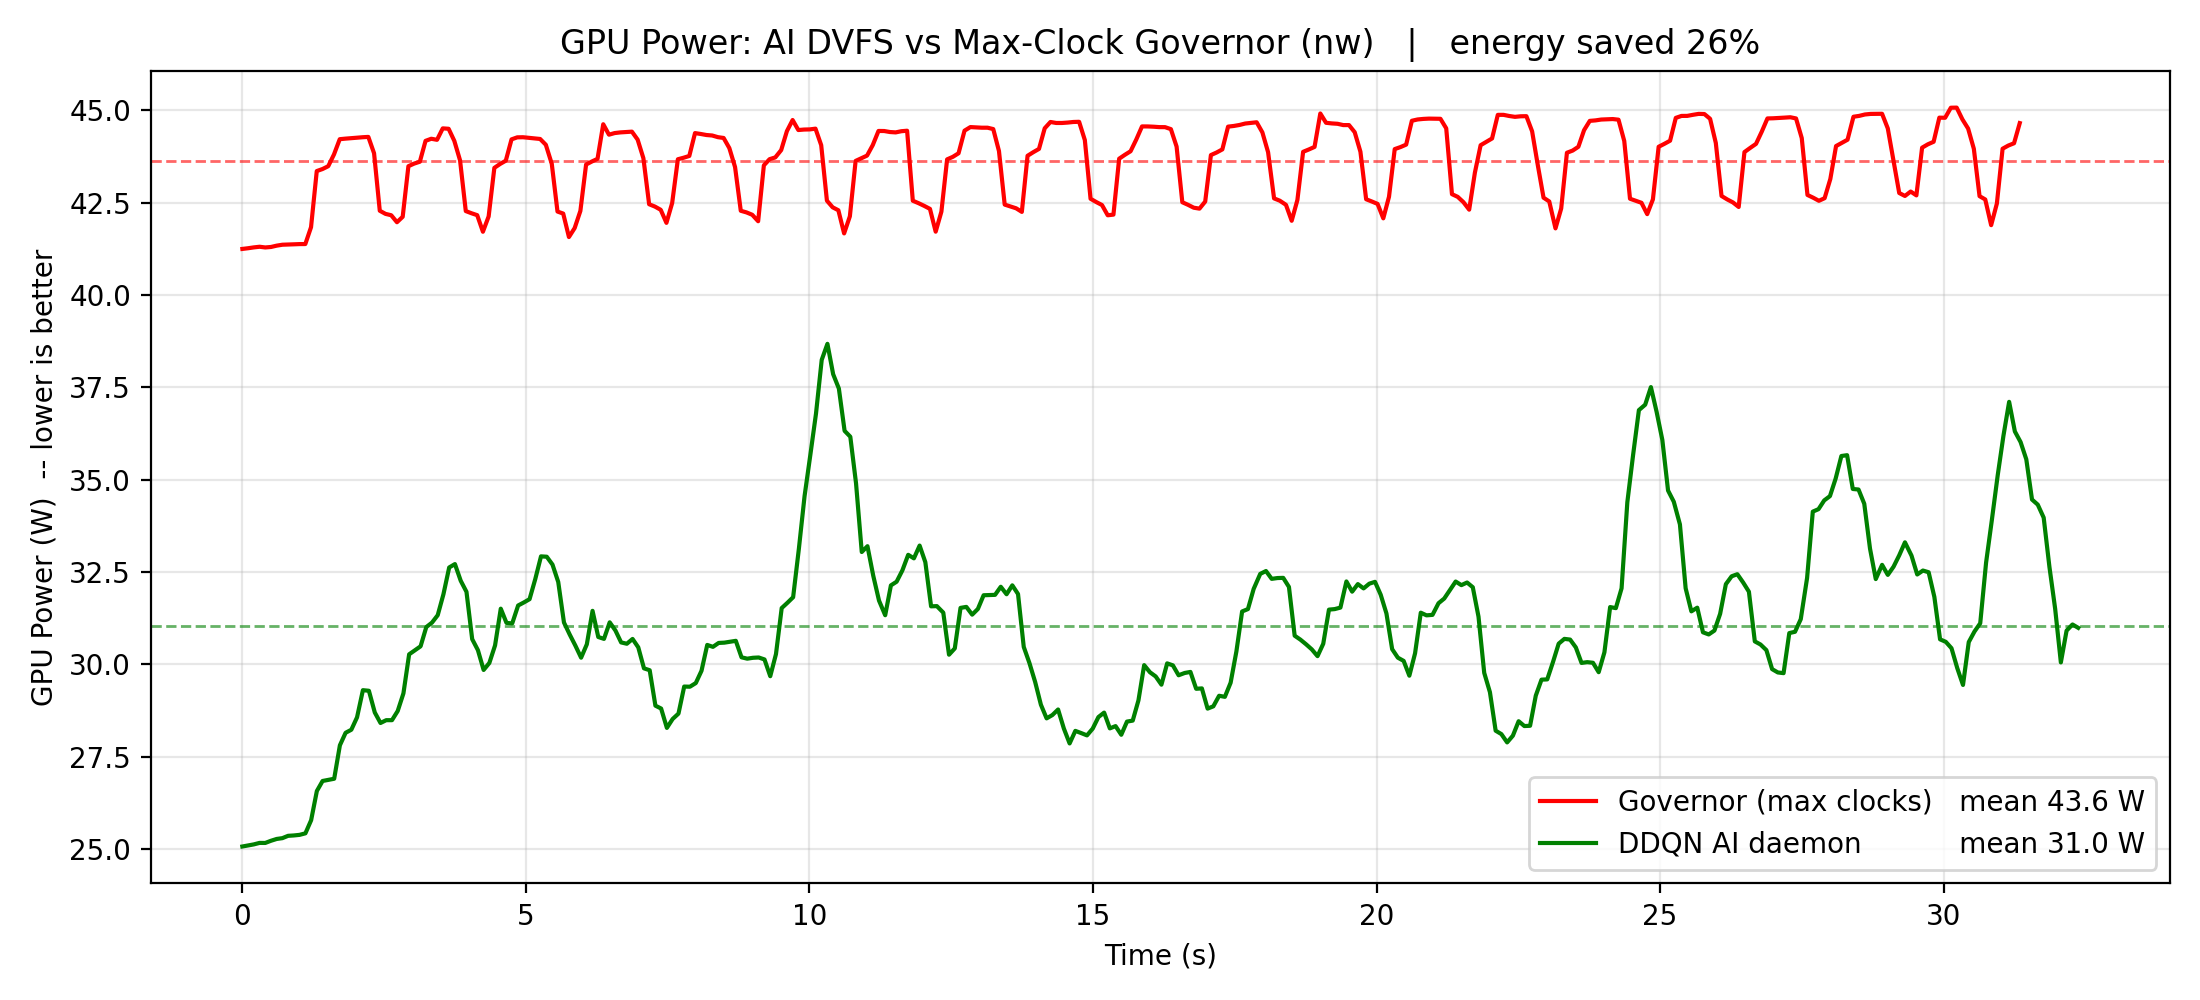 GPU Power: AI DVFS vs Max-Clock Governor (nw)   |   energy saved 26%
GPU Power (W)  -- lower is better
45.0
42.5
40.0
37.5
35.0
32.5
30.0
27.5
25.0
Governor (max clocks)   mean 43.6 W
DDQN AI daemon          mean 31.0 W
0 5 10 15 20 25 30
Time (s)